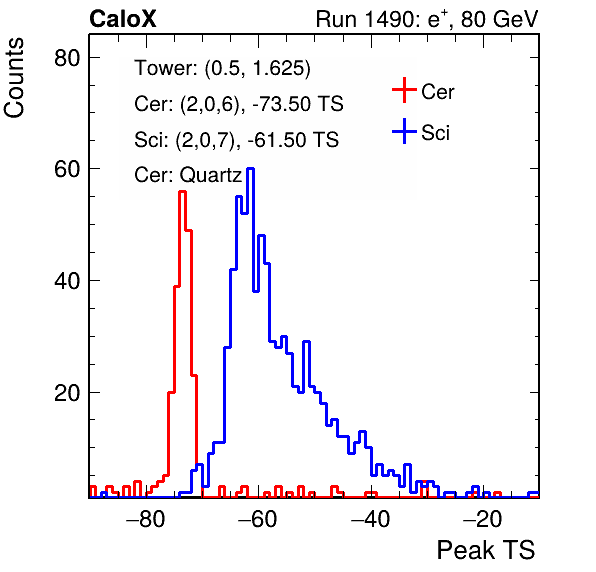 CaloX Run 1490: e⁺, 80 GeV
Counts
80
60
40
20
Tower: (0.5, 1.625)
Cer: (2,0,6), -73.50 TS
Sci: (2,0,7), -61.50 TS
Cer: Quartz
Cer
Sci
−80 −60 −40 −20
Peak TS